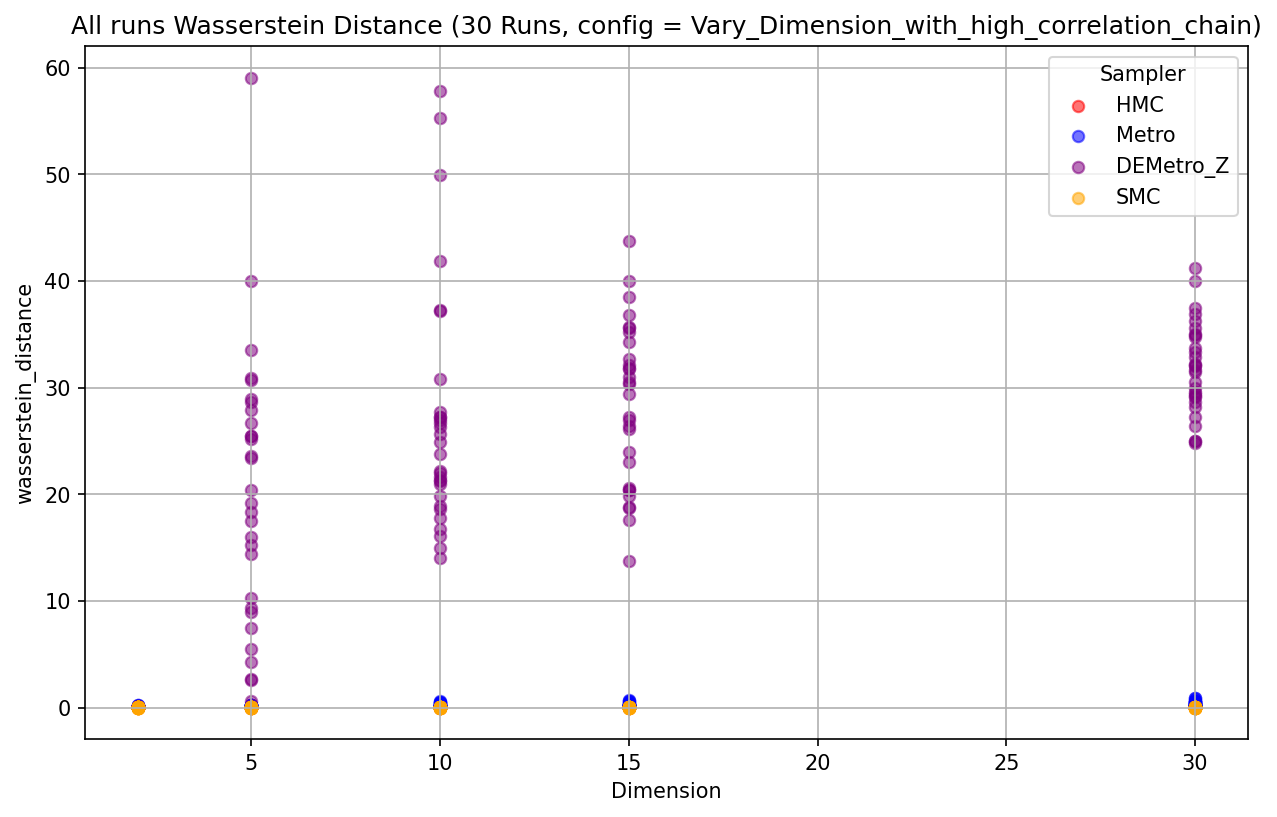 All runs Wasserstein Distance (30 Runs, config = Vary_Dimension_with_high_correlation_chain)
Sampler
HMC
Metro
DEMetro_Z
SMC
wasserstein_distance
60
50
40
30
20
10
0
5 10 15 20 25 30
Dimension